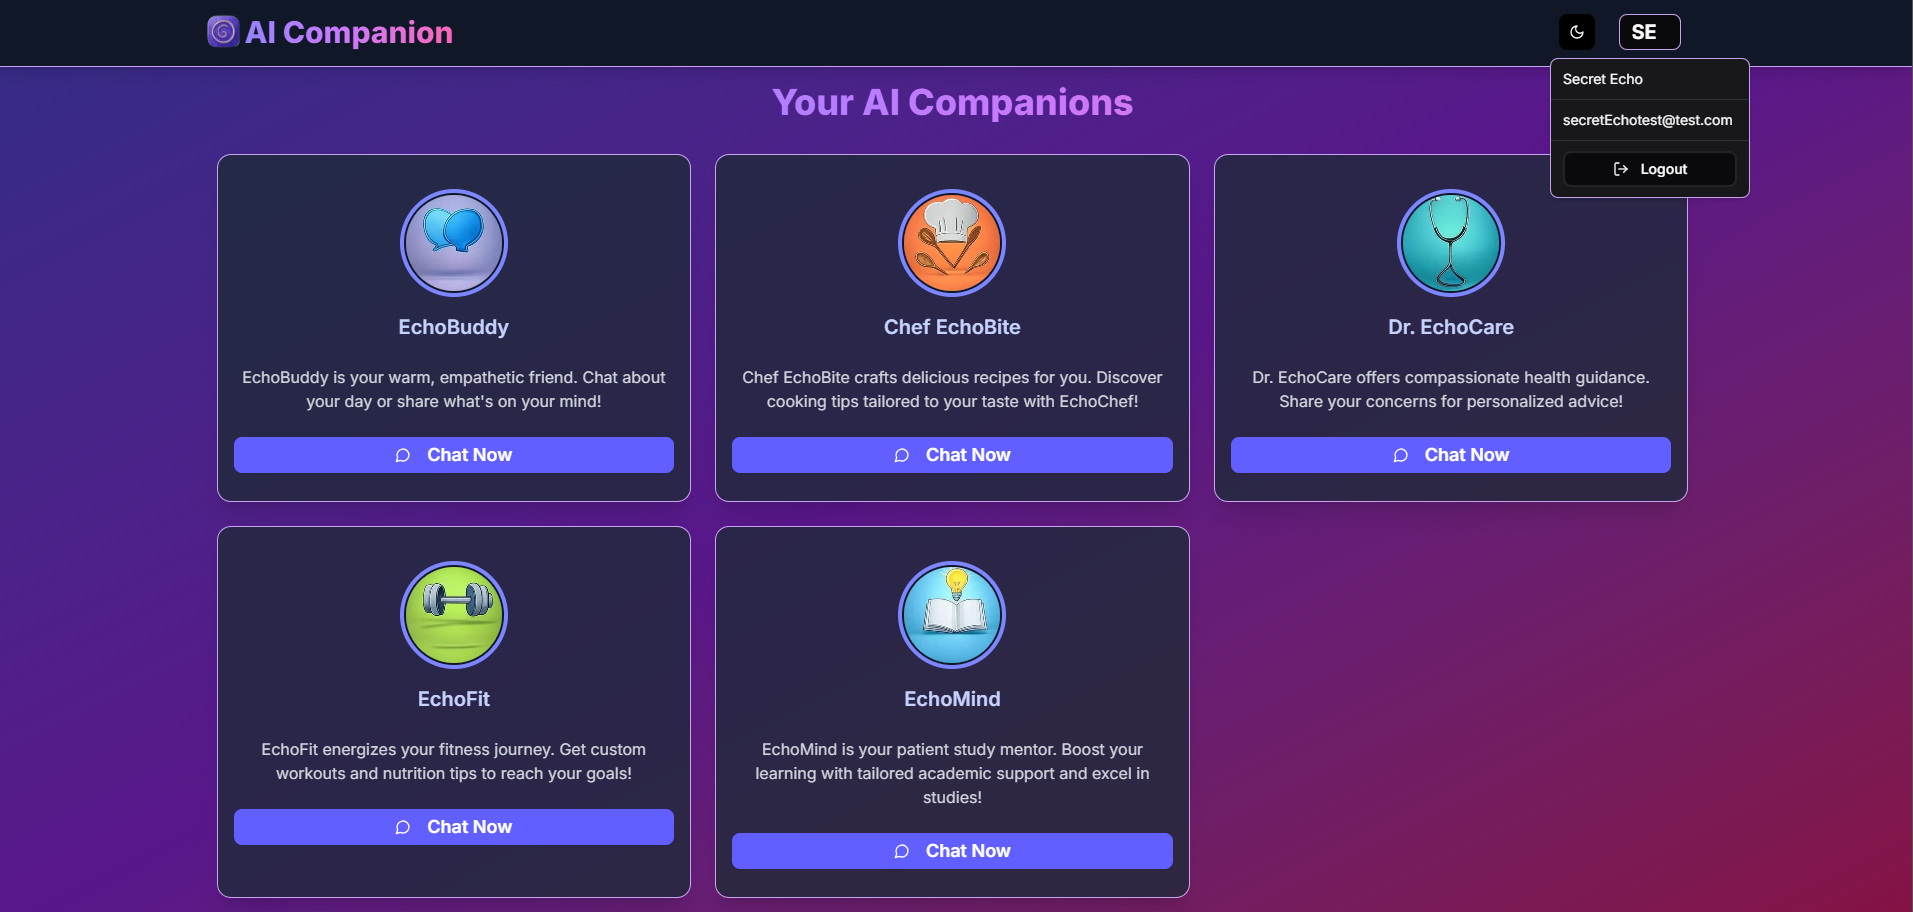 AI Companion
SE
Secret Echo
secretEchotest@test.com
Logout
Your AI Companions
EchoBuddy
EchoBuddy is your warm, empathetic friend. Chat about
your day or share what's on your mind!
Chat Now
Chef EchoBite
Chef EchoBite crafts delicious recipes for you. Discover
cooking tips tailored to your taste with EchoChef!
Chat Now
Dr. EchoCare
Dr. EchoCare offers compassionate health guidance.
Share your concerns for personalized advice!
Chat Now
EchoFit
EchoFit energizes your fitness journey. Get custom
workouts and nutrition tips to reach your goals!
Chat Now
EchoMind
EchoMind is your patient study mentor. Boost your
learning with tailored academic support and excel in
studies!
Chat Now